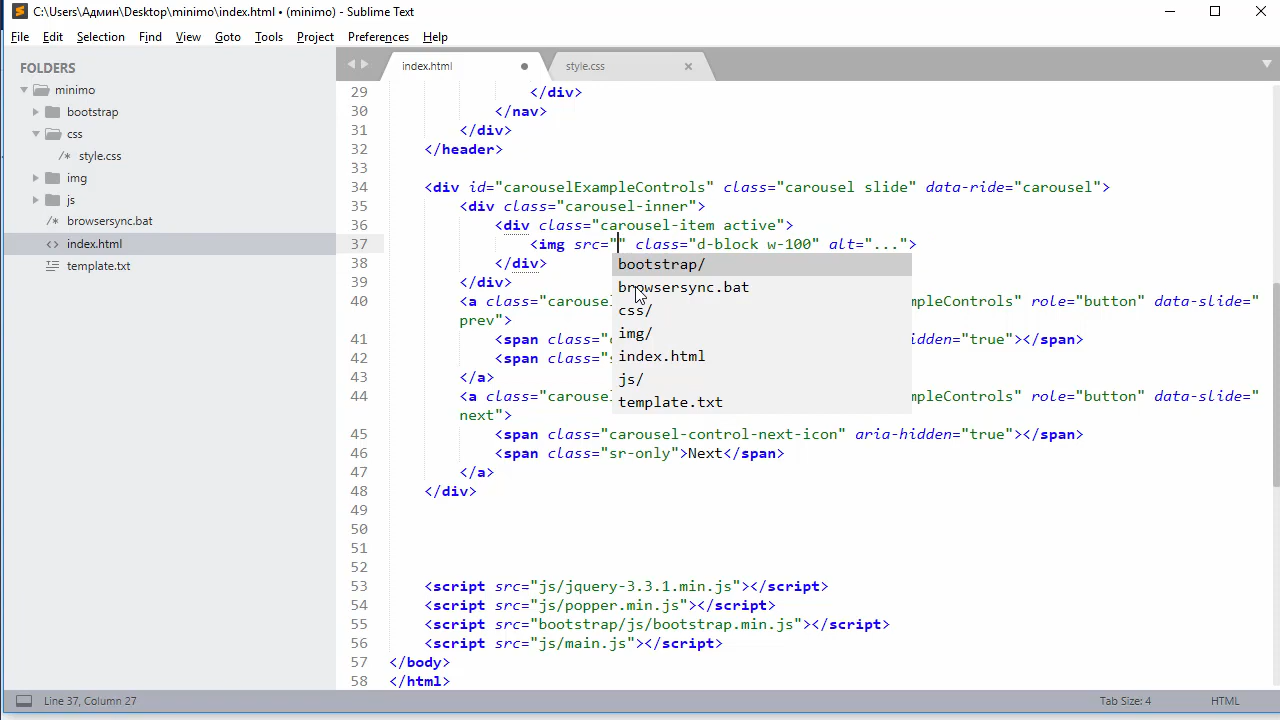 C:\Users\Админ\Desktop\minimo\index.html • (minimo) - Sublime Text
File Edit Selection Find View Goto Tools Project Preferences Help
FOLDERS
minimo
bootstrap
css
/* style.css
img
js
/* browsersync.bat
<> index.html
template.txt
index.html
style.css
29 </div>
30 </nav>
31 </div>
32 </header>
33
34 <div id="carouselExampleControls" class="carousel slide" data-ride="carousel">
35 <div class="carousel-inner">
36 <div class="carousel-item active">
37 <img src="" class="d-block w-100" alt="...">
38 </div>
39 </div>
40 <a class="carouse ampleControls" role="button" data-slide="
prev">
41 <span class="c dden="true"></span>
42 <span class="s
43 </a>
44 <a class="carouse mpleControls" role="button" data-slide="
next">
45 <span class="carousel-control-next-icon" aria-hidden="true"></span>
46 <span class="sr-only">Next</span>
47 </a>
48 </div>
49
50
51
52
53 <script src="js/jquery-3.3.1.min.js"></script>
54 <script src="js/popper.min.js"></script>
55 <script src="bootstrap/js/bootstrap.min.js"></script>
56 <script src="js/main.js"></script>
57 </body>
58 </html>
bootstrap/
browsersync.bat
css/
img/
index.html
js/
template.txt
Line 37, Column 27
Tab Size: 4
HTML